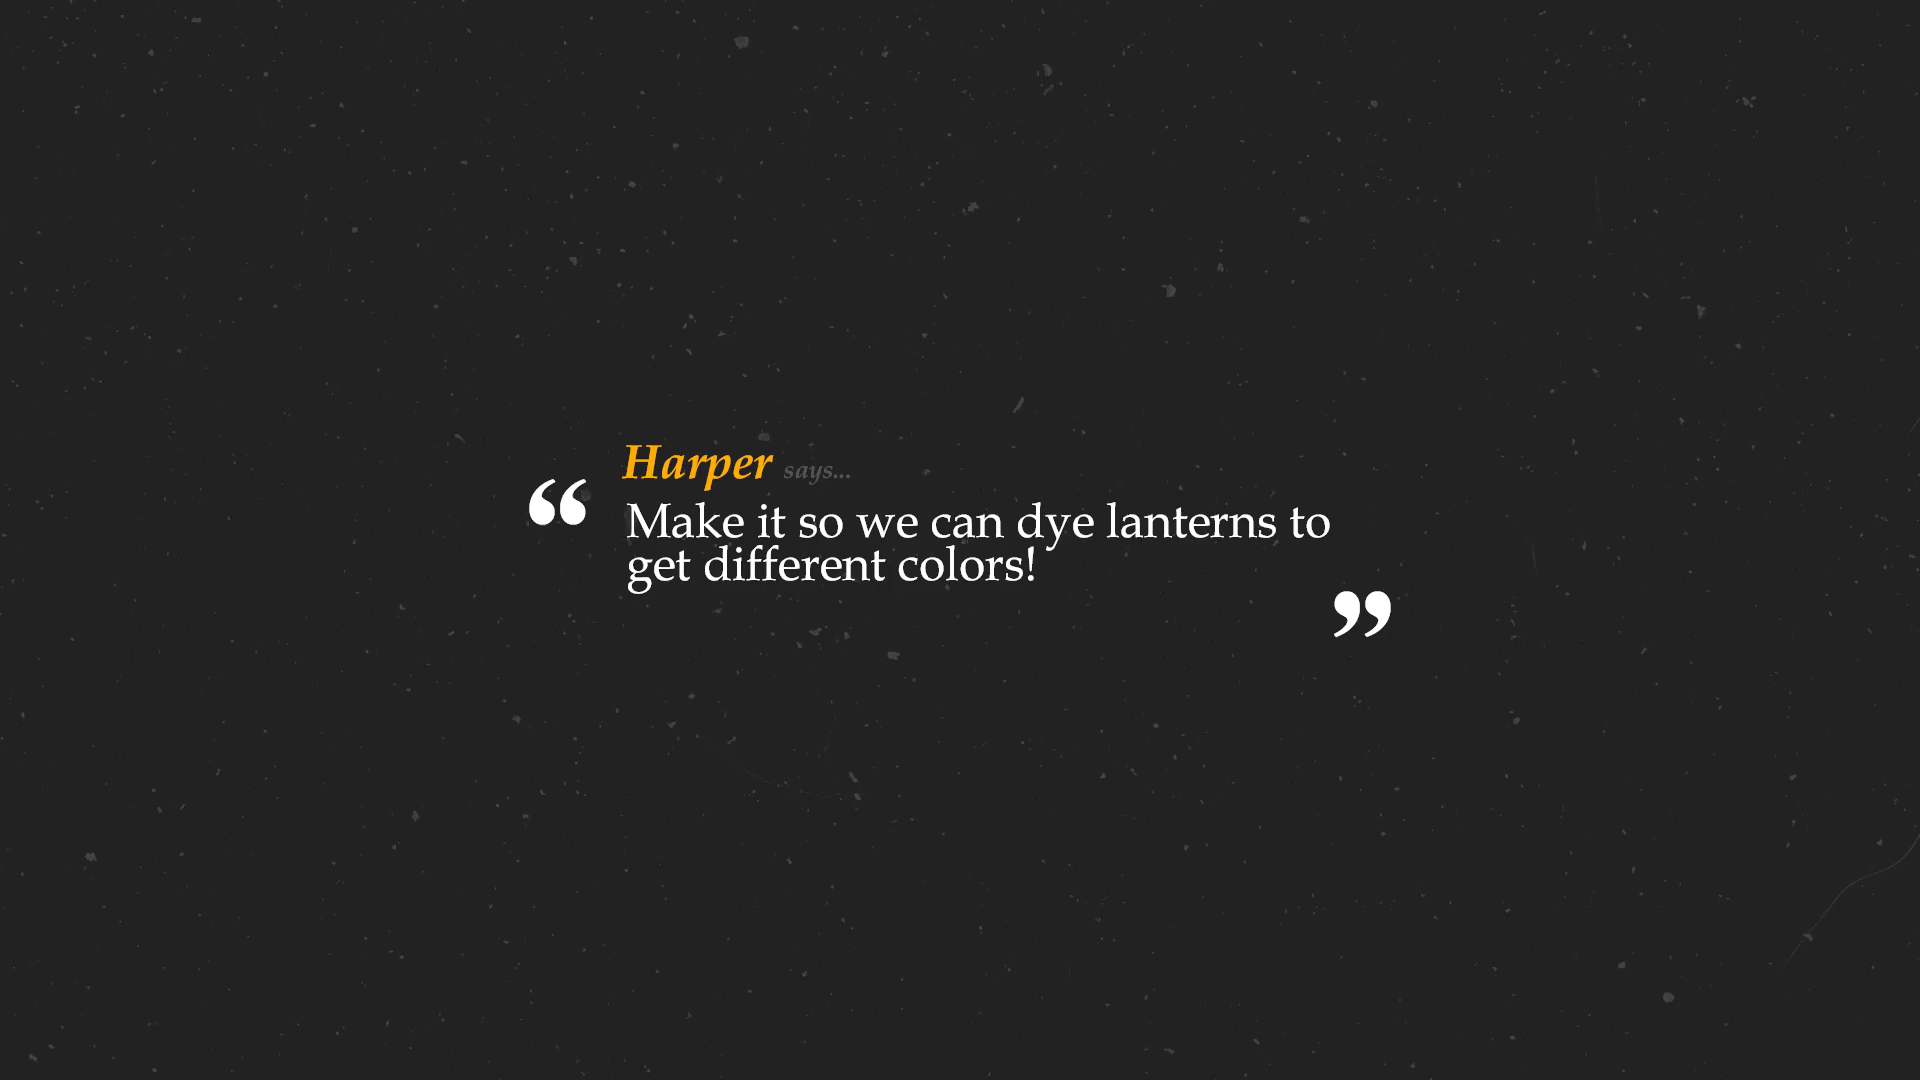 Harper says...
“Make it so we can dye lanterns to
get different colors!”